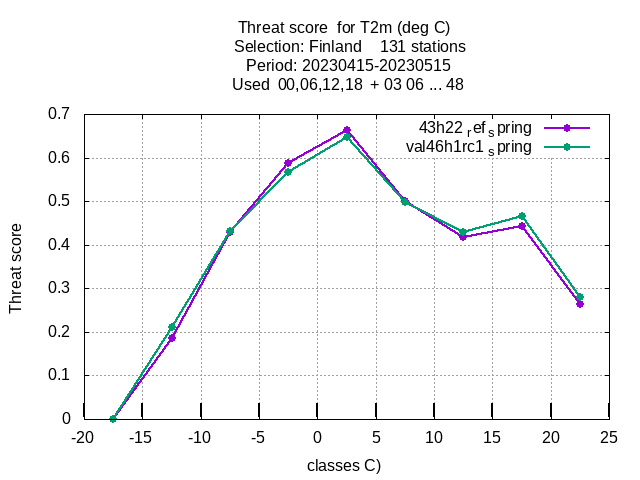 Threat score  for T2m (deg C)
Selection: Finland    131 stations
Period: 20230415-20230515
Used  00,06,12,18  + 03 06 ... 48
0.7
0.6
0.5
0.4
0.3
0.2
0.1
0
43h22 ref spring
val46h1rc1 spring
Threat score
-20 -15 -10 -5 0 5 10 15 20 25
classes C)